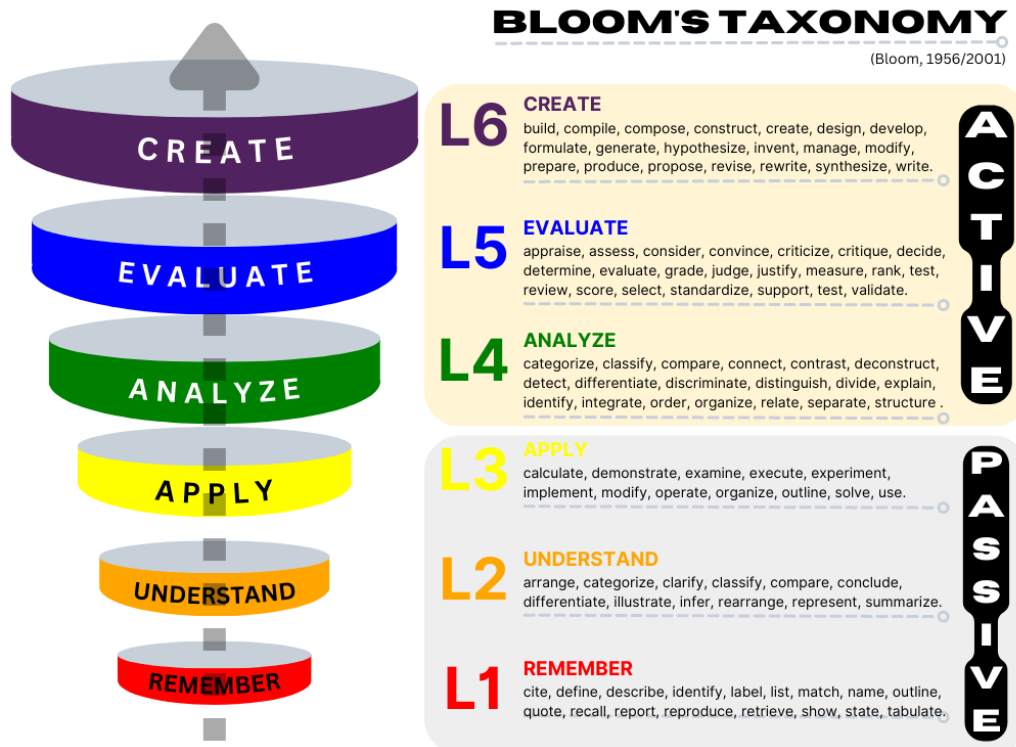 BLOOM'S TAXONOMY
(Bloom, 1956/2001)
CREATE
EVALUATE
ANALYZE
APPLY
UNDERSTAND
REMEMBER
L6
CREATE
build, compile, compose, construct, create, design, develop,
formulate, generate, hypothesize, invent, manage, modify,
prepare, produce, propose, revise, rewrite, synthesize, write.
L5
EVALUATE
appraise, assess, consider, convince, criticize, critique, decide,
determine, evaluate, grade, judge, justify, measure, rank, test,
review, score, select, standardize, support, test, validate.
L4
ANALYZE
categorize, classify, compare, connect, contrast, deconstruct,
detect, differentiate, discriminate, distinguish, divide, explain,
identify, integrate, order, organize, relate, separate, structure .
ACTIVE
L3
APPLY
calculate, demonstrate, examine, execute, experiment,
implement, modify, operate, organize, outline, solve, use.
L2
UNDERSTAND
arrange, categorize, clarify, classify, compare, conclude,
differentiate, illustrate, infer, rearrange, represent, summarize.
L1
REMEMBER
cite, define, describe, identify, label, list, match, name, outline,
quote, recall, report, reproduce, retrieve, show, state, tabulate.
PASSIVE